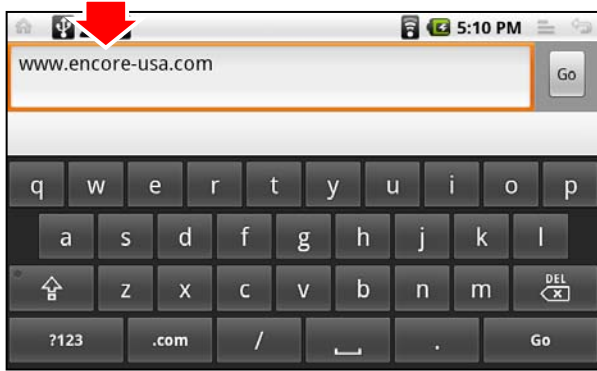 5:10 PM
www.encore-usa.com
Go
q w e r t y u i o p
a s d f g h j k l
z x c v b n m DEL
?123 .com / . Go